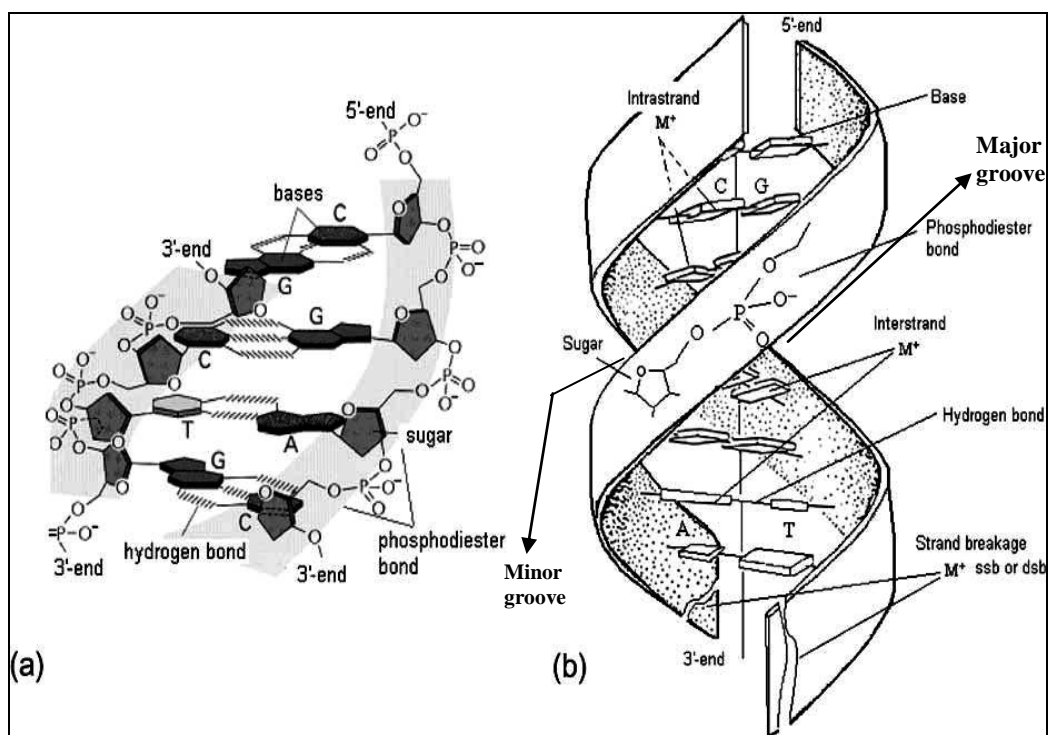 5'-end
O
P
O⁻
O
O
bases
C
O
O
3'-end
O
P
O
O⁻
G
O
O
O⁻
P
O
O
G
O
C
O
O
O⁻
P
O
O
T
A
sugar
O⁻
P
O
O
G
O
O
P
O⁻
O
C
O
O
P
O⁻
O⁻
hydrogen bond
phosphodiester
bond
3'-end
3'-end
(a)
5'-end
Intrastrand
M⁺
Base
Major
groove
C G
Phosphodiester
bond
O
O
P
O⁻
O
Interstrand
M⁺
Sugar
O
Hydrogen bond
A T
Minor
groove
Strand breakage
M⁺ ssb or dsb
3'-end
(b)